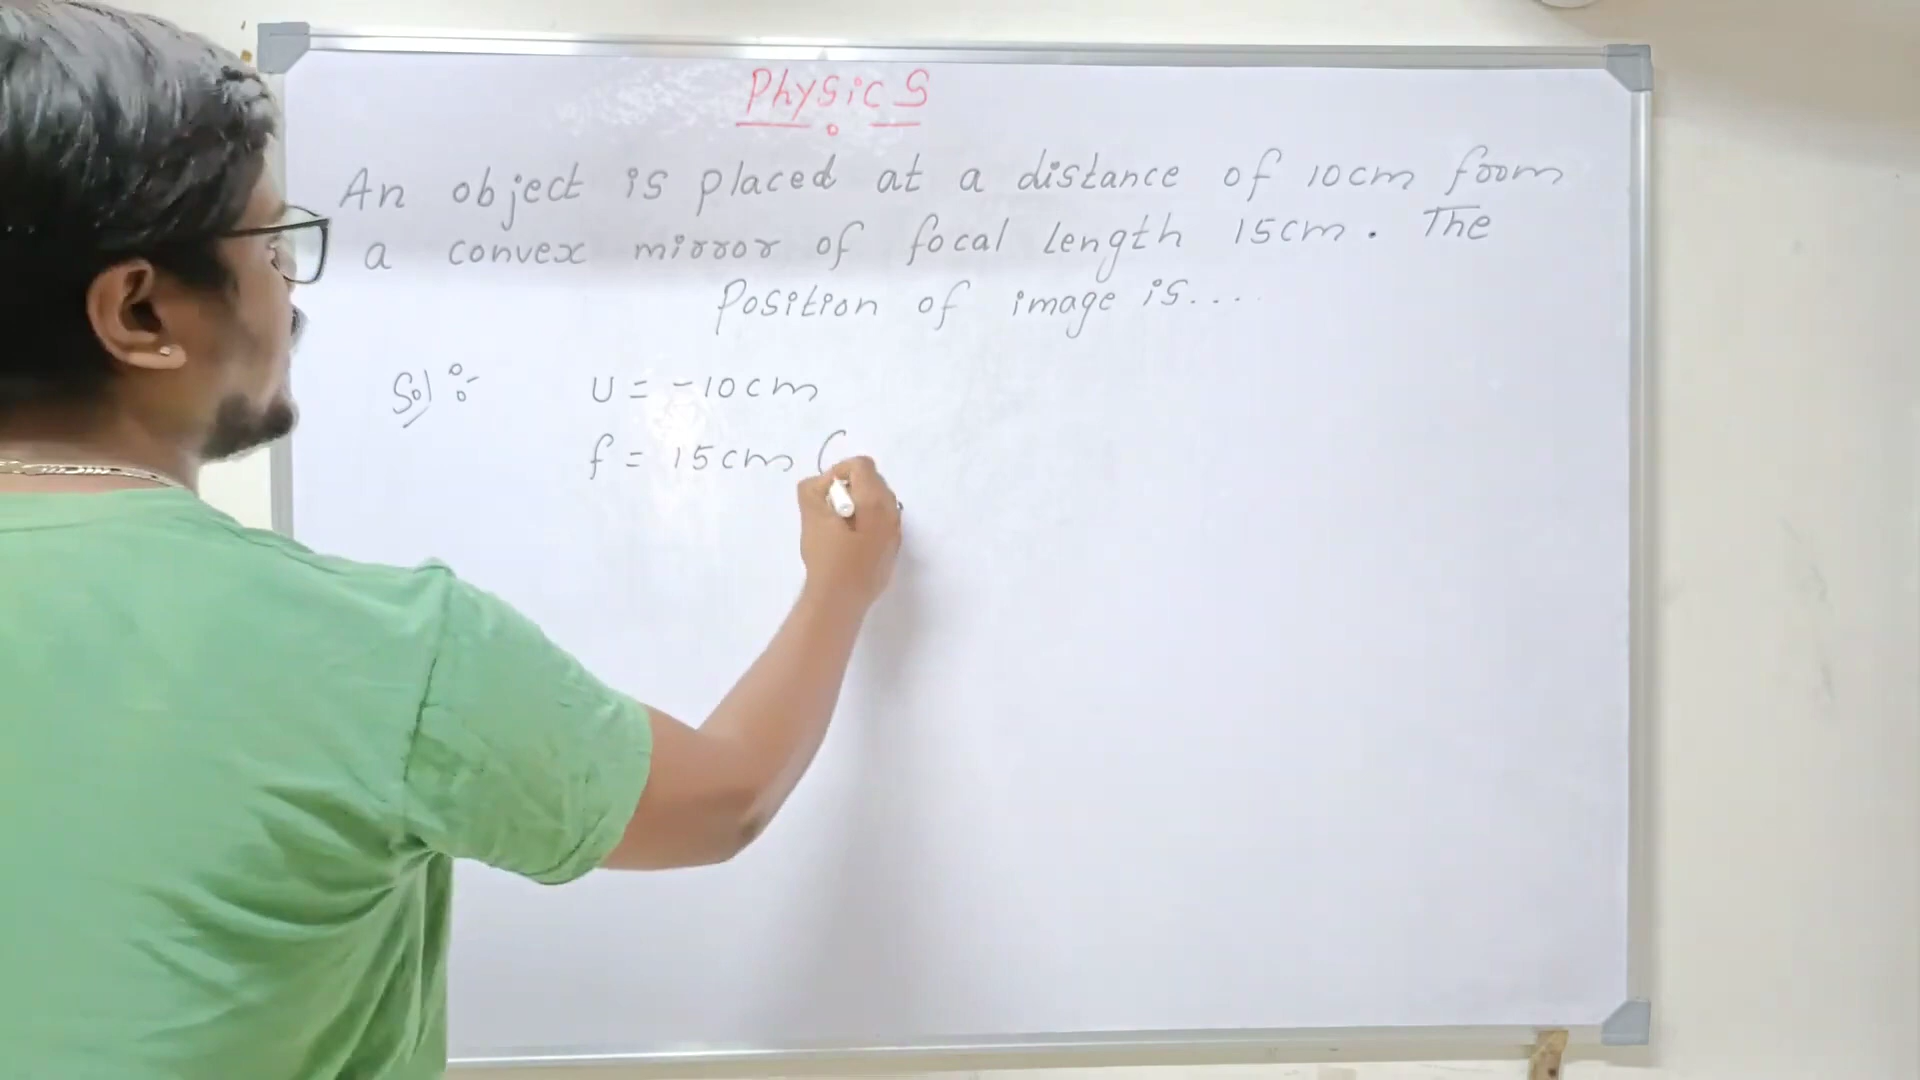 Physics
An object is placed at a distance of 10cm from
a convex mirror of focal length 15cm. The
Position of image is....
Sol :- U = -10cm
f = 15cm (